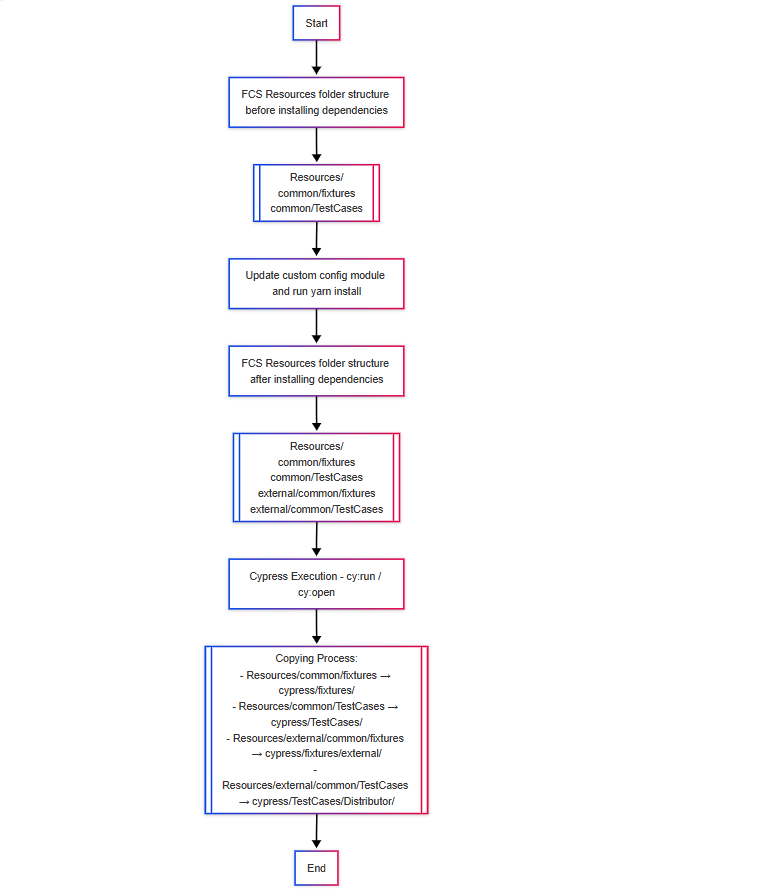 Start
FCS Resources folder structure
before installing dependencies
Resources/
common/fixtures
common/TestCases
Update custom config module
and run yarn install
FCS Resources folder structure
after installing dependencies
Resources/
common/fixtures
common/TestCases
external/common/fixtures
external/common/TestCases
Cypress Execution - cy:run /
cy:open
Copying Process:
- Resources/common/fixtures →
cypress/fixtures/
- Resources/common/TestCases →
cypress/TestCases/
- Resources/external/common/fixtures
→ cypress/fixtures/external/
-
Resources/external/common/TestCases
→ cypress/TestCases/Distributor/
End